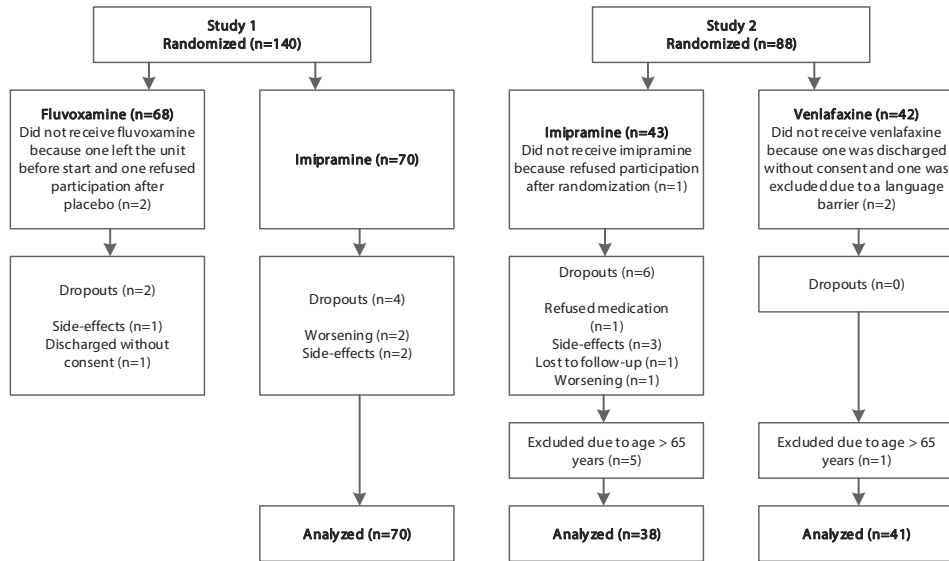 Study 1
Randomized (n=140)
Study 2
Randomized (n=88)
Fluvoxamine (n=68)
Did not receive fluvoxamine
because one left the unit
before start and one refused
participation after
placebo (n=2)
Imipramine (n=70)
Imipramine (n=43)
Did not receive imipramine
because refused participation
after randomization (n=1)
Venlafaxine (n=42)
Did not receive venlafaxine
because one was discharged
without consent and one was
excluded due to a language
barrier (n=2)
Dropouts (n=2)
Side-effects (n=1)
Discharged without
consent (n=1)
Dropouts (n=4)
Worsening (n=2)
Side-effects (n=2)
Dropouts (n=6)
Refused medication
(n=1)
Side-effects (n=3)
Lost to follow-up (n=1)
Worsening (n=1)
Dropouts (n=0)
Excluded due to age > 65
years (n=5)
Excluded due to age > 65
years (n=1)
Analyzed (n=70)
Analyzed (n=38)
Analyzed (n=41)